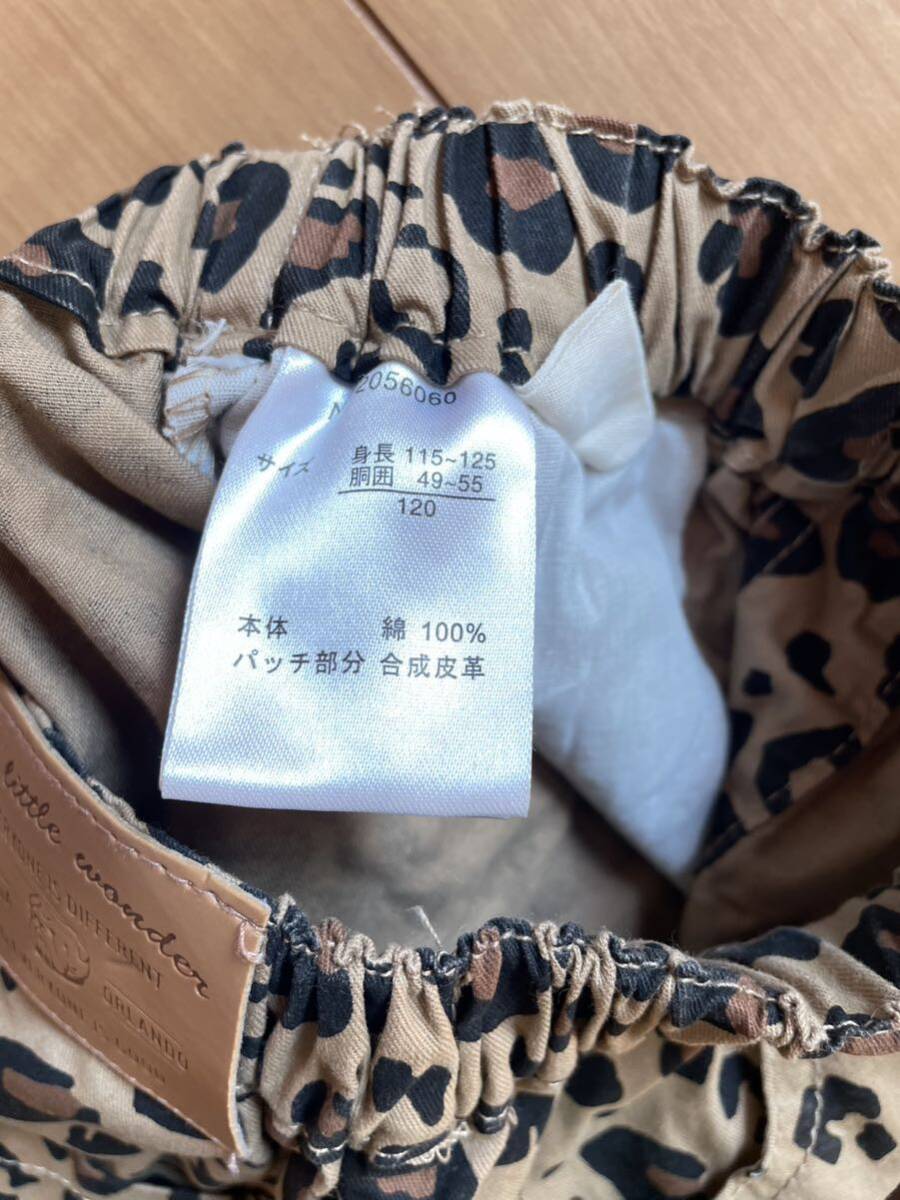 2056060
サイズ
身長 115~125
胴囲 49~55
120
本体 綿 100%
パッチ部分 合成皮革
little wonder
IS DIFFERENT
ORLANDO